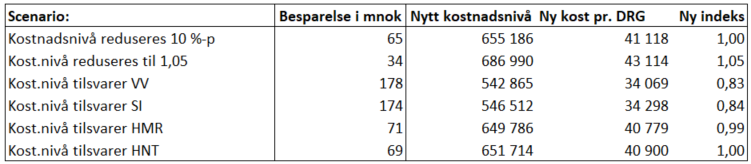 Scenario: Besparelse i mnok Nytt kostnadsnivå Ny kost pr. DRG Ny indeks
Kostnadsnivå reduseres 10 %-p 65 655 186 41 118 1,00
Kost.nivå reduseres til 1,05 34 686 990 43 114 1,05
Kost.nivå tilsvarer VV 178 542 865 34 069 0,83
Kost.nivå tilsvarer SI 174 546 512 34 298 0,84
Kost.nivå tilsvarer HMR 71 649 786 40 779 0,99
Kost.nivå tilsvarer HNT 69 651 714 40 900 1,00